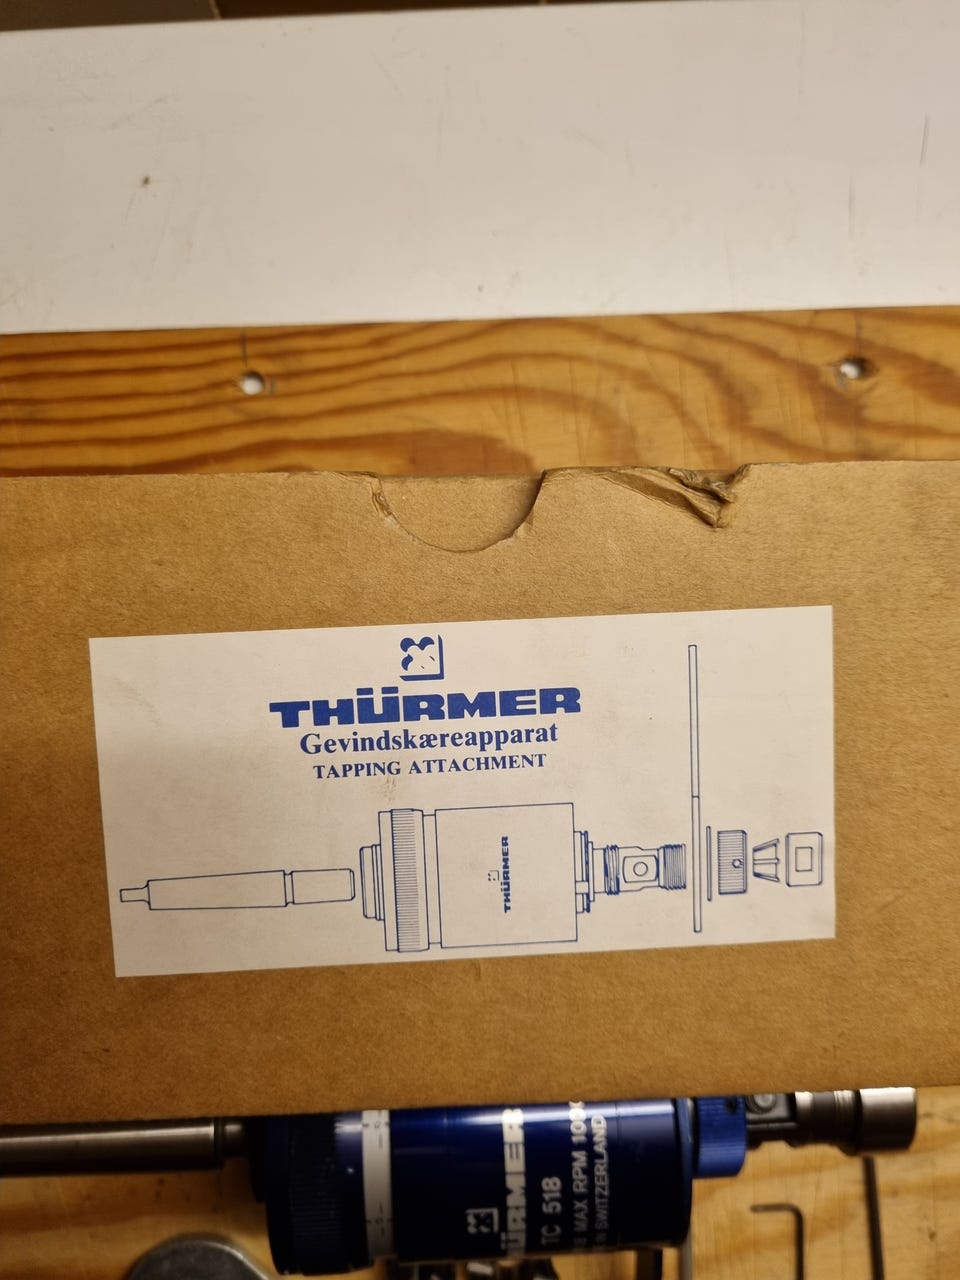 THÜRMER
Gevindskæreapparat
TAPPING ATTACHMENT
THÜRMER
THÜRMER
TC 518
MAX RPM
SWITZERLAND